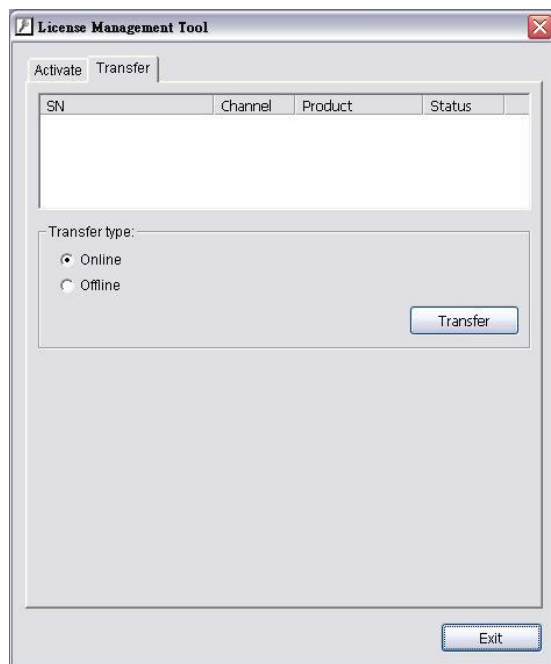 License Management Tool
Activate Transfer
SN Channel Product Status
Transfer type:
Online
Offline
Transfer
Exit